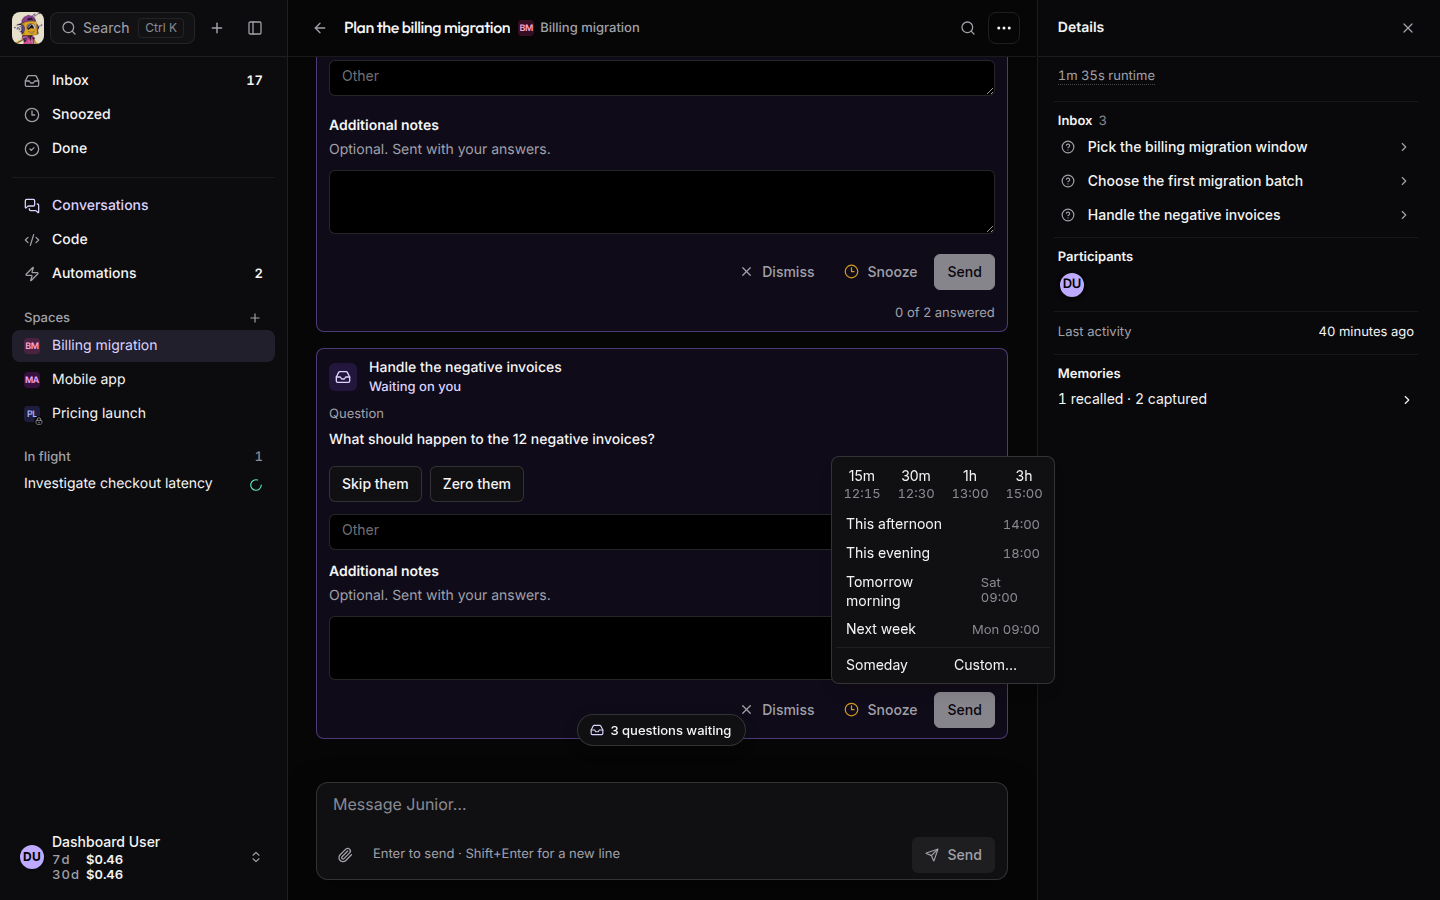 Search Ctrl K
Inbox 17
Snoozed
Done
Conversations
Code
Automations 2
Spaces
BM Billing migration
MA Mobile app
PL Pricing launch
In flight 1
Investigate checkout latency
DU Dashboard User
7d $0.46
30d $0.46
Plan the billing migration BM Billing migration
Other
Additional notes
Optional. Sent with your answers.
Dismiss Snooze Send
0 of 2 answered
Handle the negative invoices
Waiting on you
Question
What should happen to the 12 negative invoices?
Skip them Zero them
Other
Additional notes
Optional. Sent with your answers.
Dismiss Snooze Send
3 questions waiting
15m 30m 1h 3h
12:15 12:30 13:00 15:00
This afternoon 14:00
This evening 18:00
Tomorrow morning Sat 09:00
Next week Mon 09:00
Someday Custom...
Message Junior...
Enter to send · Shift+Enter for a new line
Send
Details
1m 35s runtime
Inbox 3
Pick the billing migration window
Choose the first migration batch
Handle the negative invoices
Participants
DU
Last activity 40 minutes ago
Memories
1 recalled · 2 captured